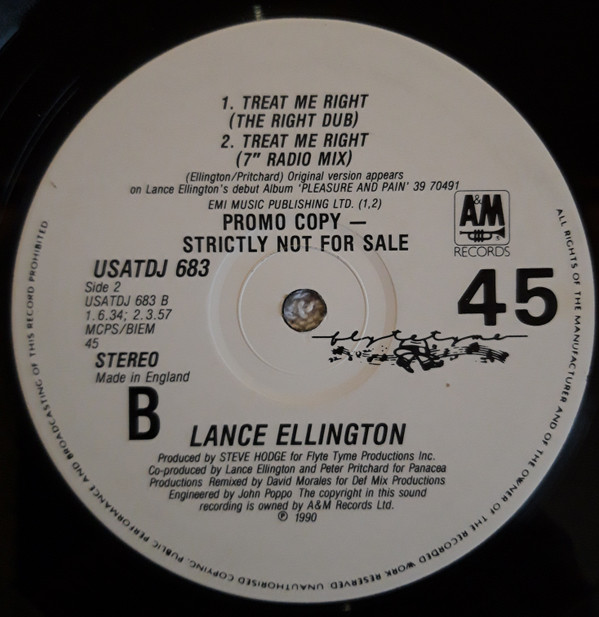 1. TREAT ME RIGHT
(THE RIGHT DUB)
2. TREAT ME RIGHT
(7" RADIO MIX)
(Ellington/Pritchard) Original version appears
on Lance Ellington's debut Album 'PLEASURE AND PAIN' 39 70491
EMI MUSIC PUBLISHING LTD. (1,2)
PROMO COPY —
STRICTLY NOT FOR SALE
A&M
RECORDS
USATDJ 683
Side 2
USATDJ 683 B
1.6.34; 2.3.57
MCPS/BIEM
45
STEREO
Made in England
B
45
flytetyme
LANCE ELLINGTON
Produced by STEVE HODGE for Flyte Tyme Productions Inc.
Co-produced by Lance Ellington and Peter Pritchard for Panacea
Productions Remixed by David Morales for Def Mix Productions
Engineered by John Poppo The copyright in this sound
recording is owned by A&M Records Ltd.
℗ 1990
ALL RIGHTS OF THE MANUFACTURER AND OF THE OWNER OF THE RECORDED WORK RESERVED. UNAUTHORISED COPYING, PUBLIC PERFORMANCE AND BROADCASTING OF THIS RECORD PROHIBITED